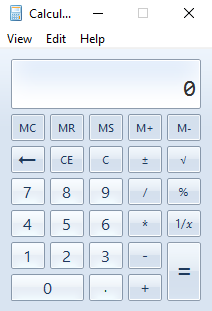 Calcul...
View Edit Help
0
MC MR MS M+ M-
← CE C ± √
7 8 9 / %
4 5 6 * 1/x
1 2 3 - =
0 . +